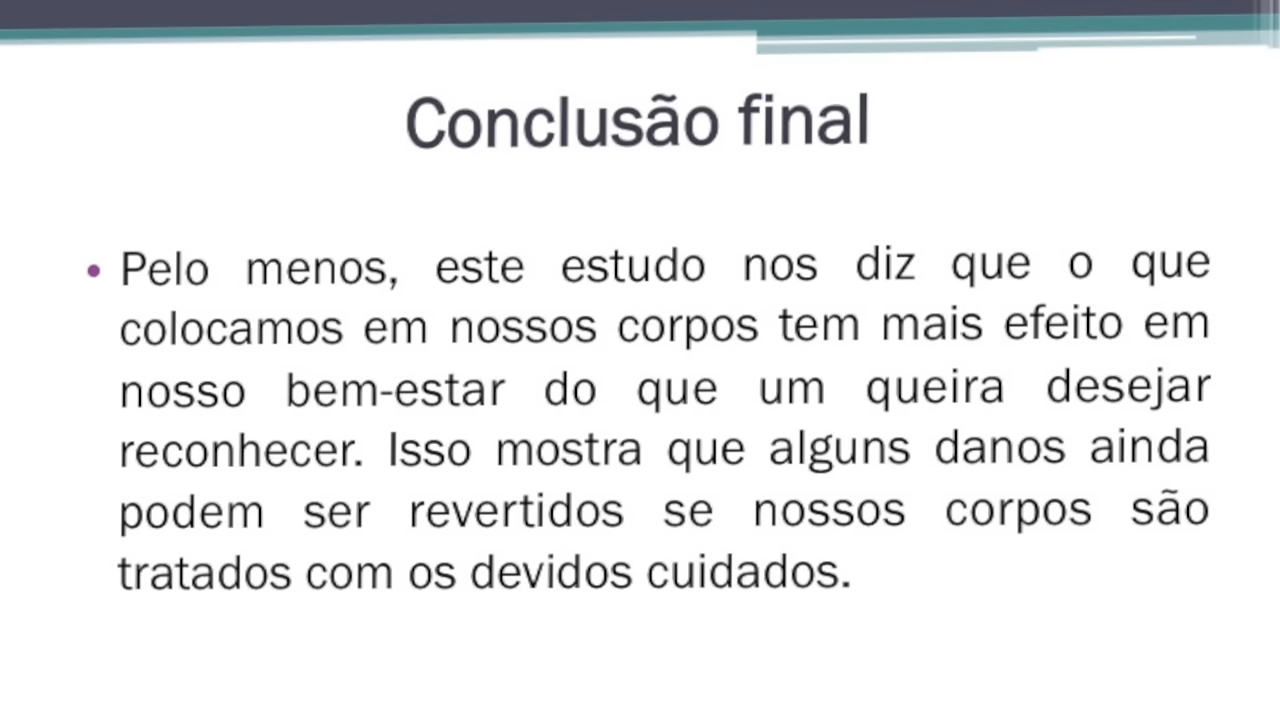 Conclusão final
• Pelo menos, este estudo nos diz que o que
colocamos em nossos corpos tem mais efeito em
nosso bem-estar do que um queira desejar
reconhecer. Isso mostra que alguns danos ainda
podem ser revertidos se nossos corpos são
tratados com os devidos cuidados.